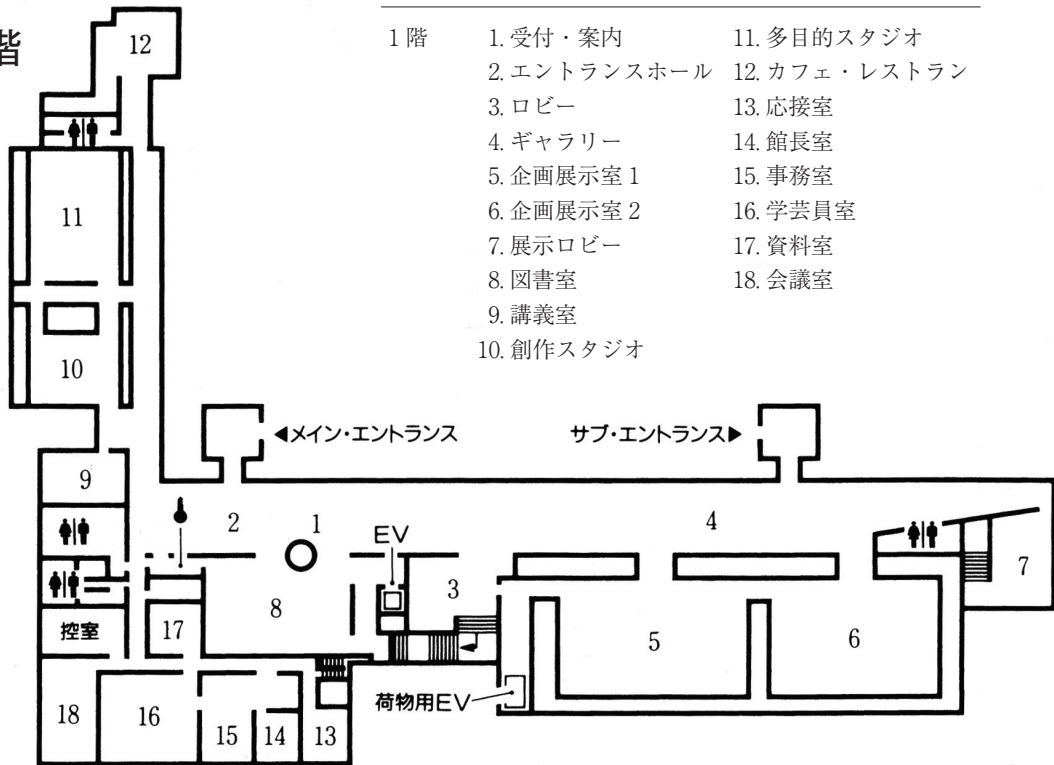 階
1階
1. 受付・案内
2. エントランスホール
3. ロビー
4. ギャラリー
5. 企画展示室1
6. 企画展示室2
7. 展示ロビー
8. 図書室
9. 講義室
10. 創作スタジオ
11. 多目的スタジオ
12. カフェ・レストラン
13. 応接室
14. 館長室
15. 事務室
16. 学芸員室
17. 資料室
18. 会議室
12
11
10
◀メイン・エントランス
サブ・エントランス▶
9
2
1
EV
4
3
7
8
5
6
控室
17
荷物用EV
18
16
15
14
13